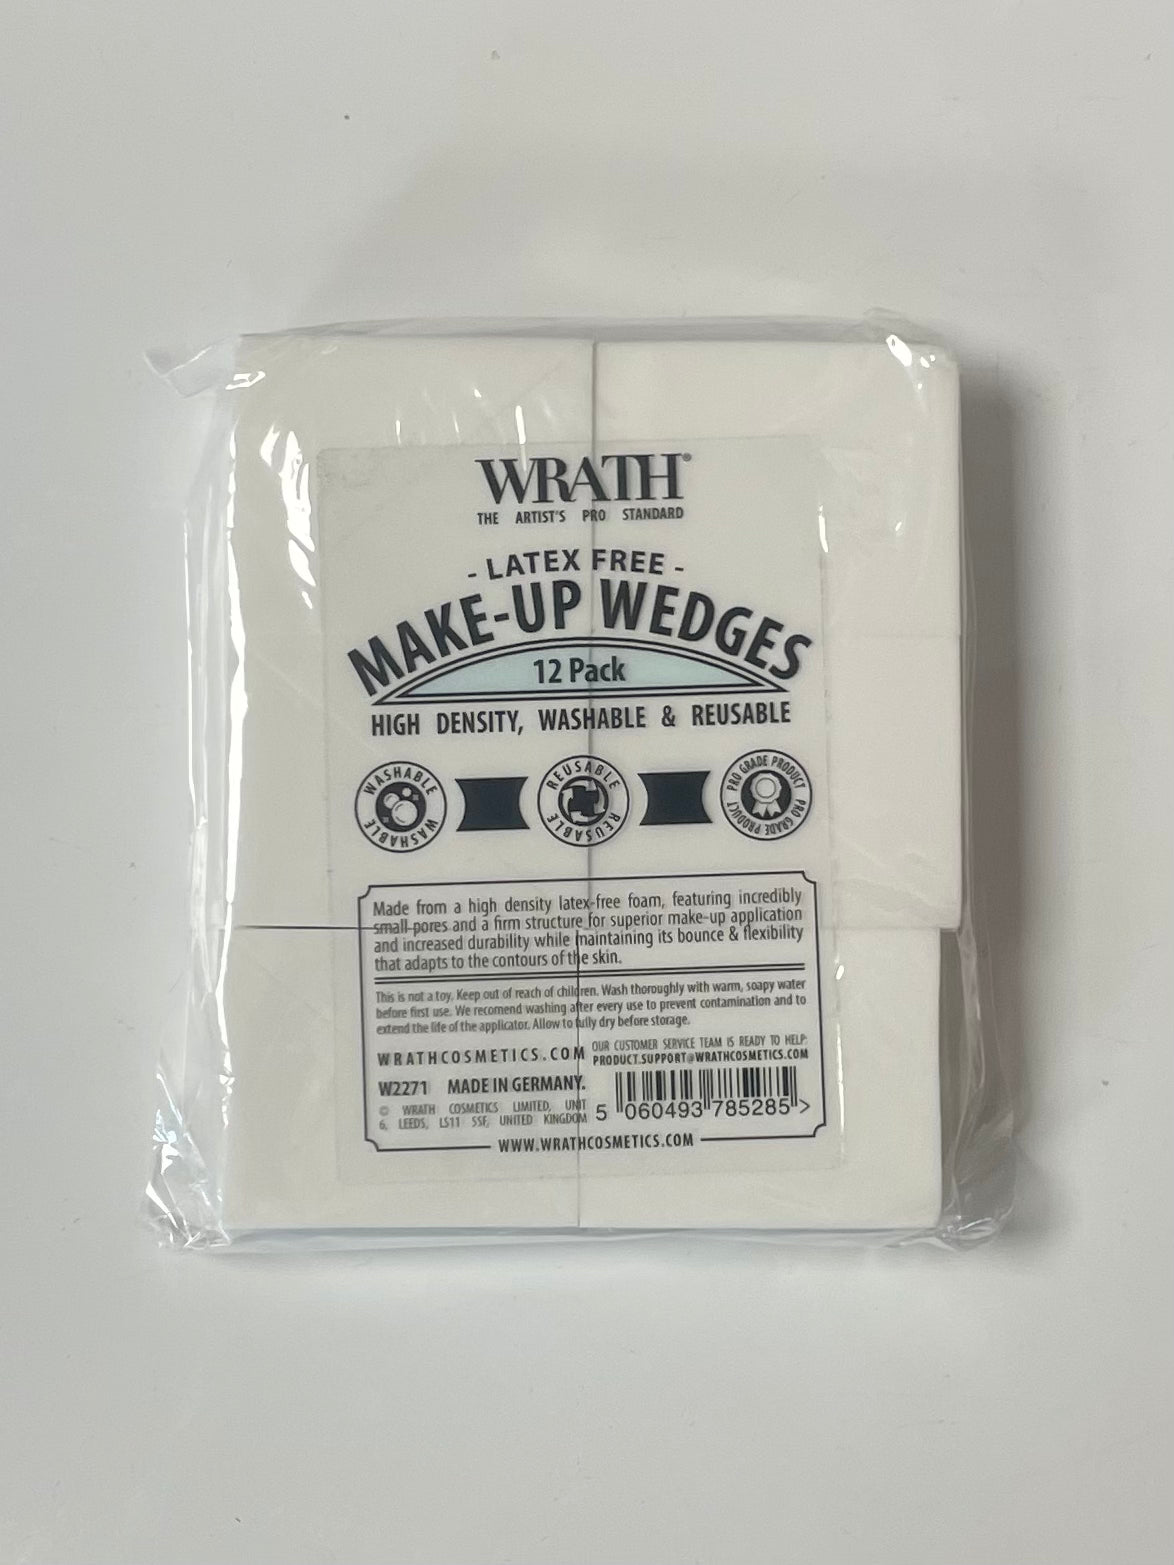 WRATH®
THE ARTIST'S PRO STANDARD
- LATEX FREE -
MAKE-UP WEDGES
12 Pack
HIGH DENSITY, WASHABLE & REUSABLE
WASHABLE WASHABLE
REUSABLE REUSABLE
PRO GRADE PRODUCT PRO GRADE PRODUCT
Made from a high density latex-free foam, featuring incredibly
small pores and a firm structure for superior make-up application
and increased durability while maintaining its bounce & flexibility
that adapts to the contours of the skin.
This is not a toy. Keep out of reach of children. Wash thoroughly with warm, soapy water
before first use. We recomend washing after every use to prevent contamination and to
extend the life of the applicator. Allow to fully dry before storage.
WRATHCOSMETICS.COM
OUR CUSTOMER SERVICE TEAM IS READY TO HELP:
PRODUCT.SUPPORT@WRATHCOSMETICS.COM
W2271 MADE IN GERMANY.
© WRATH COSMETICS LIMITED, UNIT
6, LEEDS, LS11 5SF, UNITED KINGDOM
5 060493 785285 >
WWW.WRATHCOSMETICS.COM